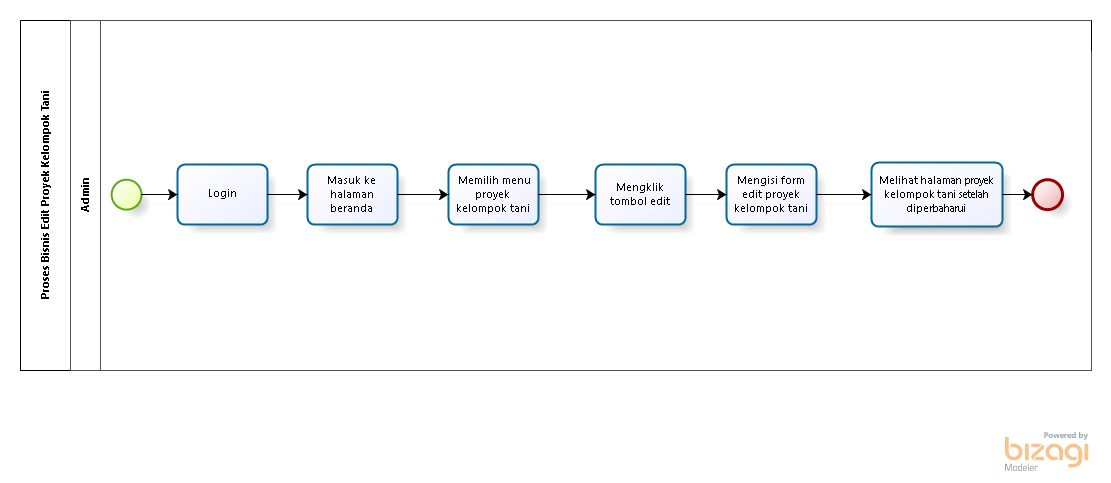 Proses Bisnis Edit Proyek Kelompok Tani
Admin
Login
Masuk ke
halaman
beranda
Memilih menu
proyek
kelompok tani
Mengklik
tombol edit
Mengisi form
edit proyek
kelompok tani
Melihat halaman proyek
kelompok tani setelah
diperbaharui
Powered by
bizagi
Modeler